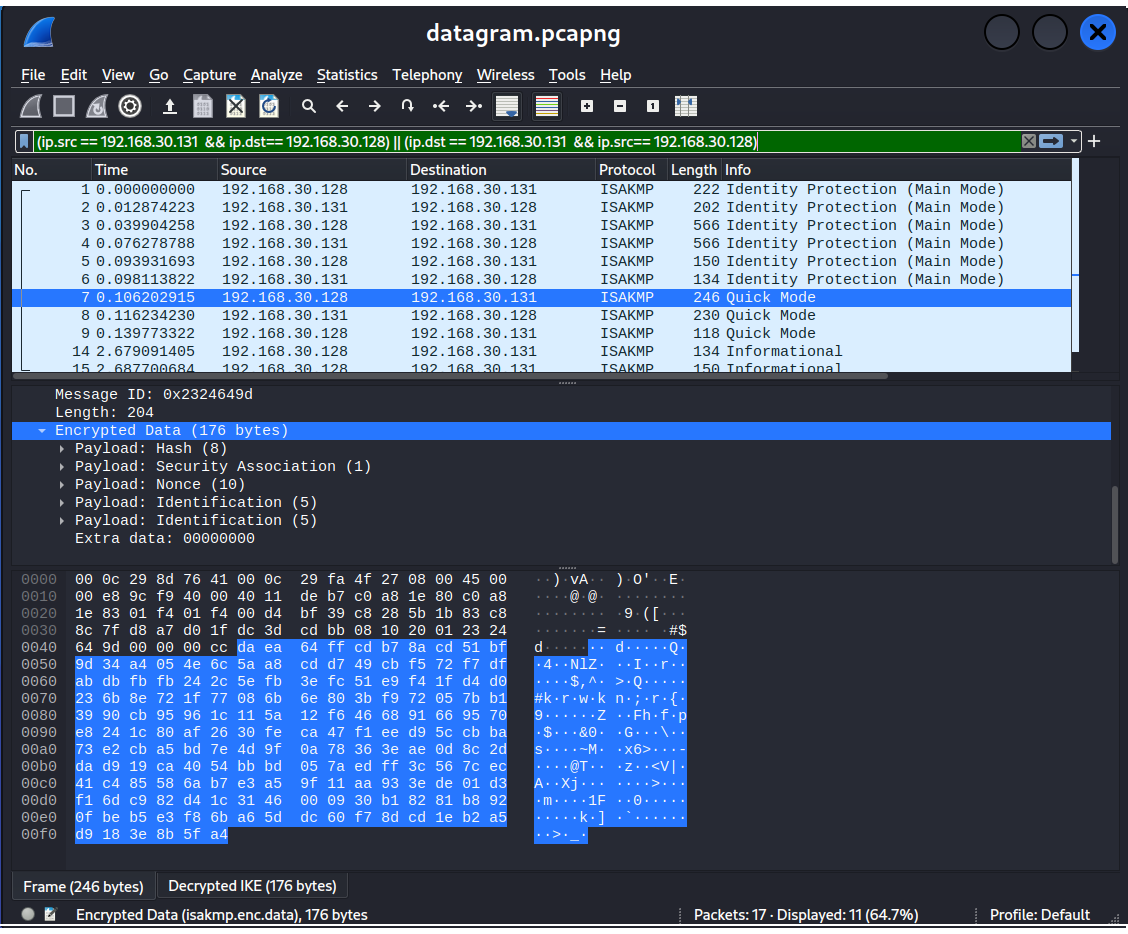 datagram.pcapng
File Edit View Go Capture Analyze Statistics Telephony Wireless Tools Help
(ip.src == 192.168.30.131 && ip.dst== 192.168.30.128) || (ip.dst == 192.168.30.131 && ip.src== 192.168.30.128)
No. Time Source Destination Protocol Length Info
1 0.000000000 192.168.30.128 192.168.30.131 ISAKMP 222 Identity Protection (Main Mode)
2 0.012874223 192.168.30.131 192.168.30.128 ISAKMP 202 Identity Protection (Main Mode)
3 0.039904258 192.168.30.128 192.168.30.131 ISAKMP 566 Identity Protection (Main Mode)
4 0.076278788 192.168.30.131 192.168.30.128 ISAKMP 566 Identity Protection (Main Mode)
5 0.093931693 192.168.30.128 192.168.30.131 ISAKMP 150 Identity Protection (Main Mode)
6 0.098113822 192.168.30.131 192.168.30.128 ISAKMP 134 Identity Protection (Main Mode)
7 0.106202915 192.168.30.128 192.168.30.131 ISAKMP 246 Quick Mode
8 0.116234230 192.168.30.131 192.168.30.128 ISAKMP 230 Quick Mode
9 0.139773322 192.168.30.128 192.168.30.131 ISAKMP 118 Quick Mode
14 2.679091405 192.168.30.128 192.168.30.131 ISAKMP 134 Informational
15 2.687700684 192.168.30.128 192.168.30.131 ISAKMP 150 Informational
Message ID: 0x2324649d
Length: 204
Encrypted Data (176 bytes)
Payload: Hash (8)
Payload: Security Association (1)
Payload: Nonce (10)
Payload: Identification (5)
Payload: Identification (5)
Extra data: 00000000
0000 00 0c 29 8d 76 41 00 0c 29 fa 4f 27 08 00 45 00 ··)·vA·· )·O'··E·
0010 00 e8 9c f9 40 00 40 11 de b7 c0 a8 1e 80 c0 a8 ····@·@· ········
0020 1e 83 01 f4 01 f4 00 d4 bf 39 c8 28 5b 1b 83 c8 ········ ·9·([···
0030 8c 7f d8 a7 d0 1f dc 3d cd bb 08 10 20 01 23 24 ·······= ···· ·#$
0040 64 9d 00 00 00 cc da ea 64 ff cd b7 8a cd 51 bf d······· d·····Q·
0050 9d 34 a4 05 4e 6c 5a a8 cd d7 49 cb f5 72 f7 df ·4··NlZ· ··I··r··
0060 ab db fb fb 24 2c 5e fb 3e fc 51 e9 f4 1f d4 d0 ····$,^· >·Q·····
0070 23 6b 8e 72 1f 77 08 6b 6e 80 3b f9 72 05 7b b1 #k·r·w·k n·;·r·{·
0080 39 90 cb 95 96 1c 11 5a 12 f6 46 68 91 66 95 70 9······Z ··Fh·f·p
0090 e8 24 1c 80 af 26 30 fe ca 47 f1 ee d9 5c cb ba ·$···&0· ·G···\··
00a0 73 e2 cb a5 bd 7e 4d 9f 0a 78 36 3e ae 0d 8c 2d s····~M· ·x6>···-
00b0 da d9 19 ca 40 54 bb bd 05 7a ed ff 3c 56 7c ec ····@T·· ·z··<V|·
00c0 41 c4 85 58 6a b7 e3 a5 9f 11 aa 93 3e de 01 d3 A··Xj··· ····>···
00d0 f1 6d c9 82 d4 1c 31 46 00 09 30 b1 82 81 b8 92 ·m····1F ··0·····
00e0 0f be b5 e3 f8 6b a6 5d dc 60 f7 8d cd 1e b2 a5 ·····k·] ·`······
00f0 d9 18 3e 8b 5f a4 ··>·_·
Frame (246 bytes) Decrypted IKE (176 bytes)
Encrypted Data (isakmp.enc.data), 176 bytes Packets: 17 · Displayed: 11 (64.7%) Profile: Default